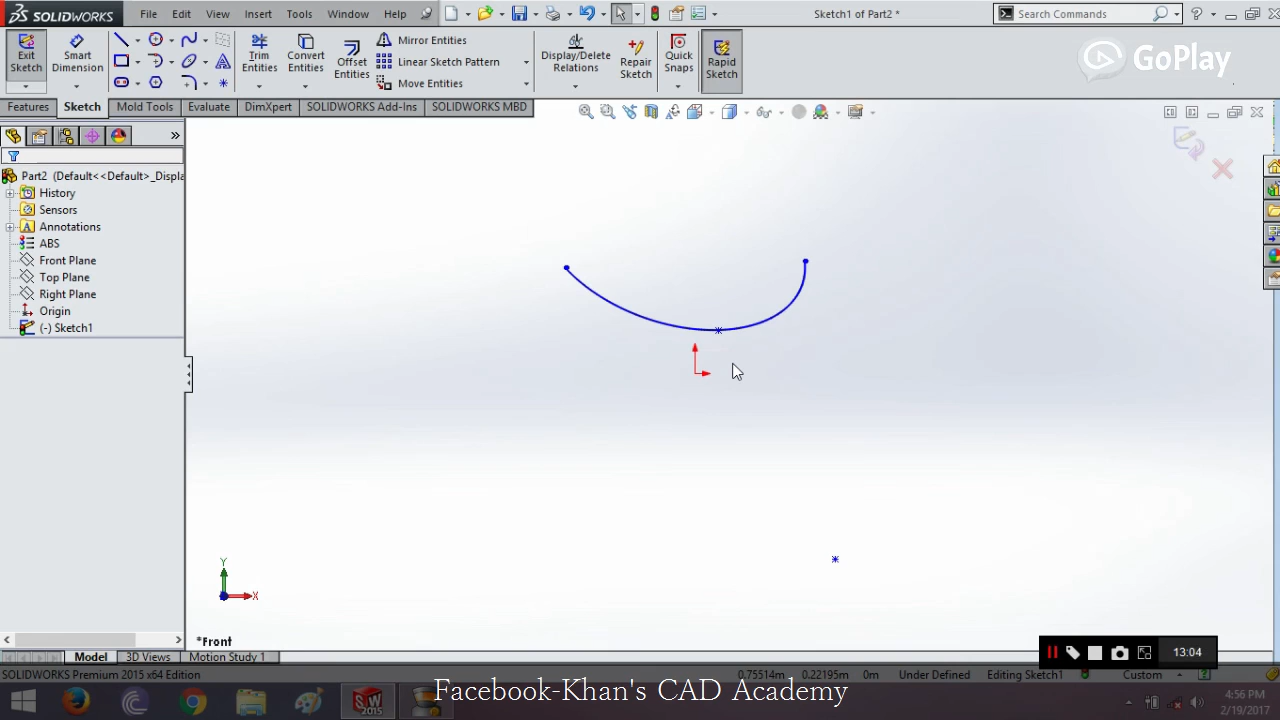 SOLIDWORKS File Edit View Insert Tools Window Help Sketch1 of Part2 * Search Commands
Exit Sketch
Smart Dimension
Trim Entities
Convert Entities
Offset Entities
Mirror Entities
Linear Sketch Pattern
Move Entities
Display/Delete Relations
Repair Sketch
Quick Snaps
Rapid Sketch
GoPlay
Features Sketch Mold Tools Evaluate DimXpert SOLIDWORKS Add-Ins SOLIDWORKS MBD
Part2 (Default<<Default>_Displa
History
Sensors
Annotations
ABS
Front Plane
Top Plane
Right Plane
Origin
(-) Sketch1
Y
X
*Front
13:04
Model 3D Views Motion Study 1
SOLIDWORKS Premium 2015 x64 Edition 0.75514m 0.22195m 0m Under Defined Editing Sketch1 Custom
Facebook-Khan's CAD Academy
4:56 PM
2/19/2017